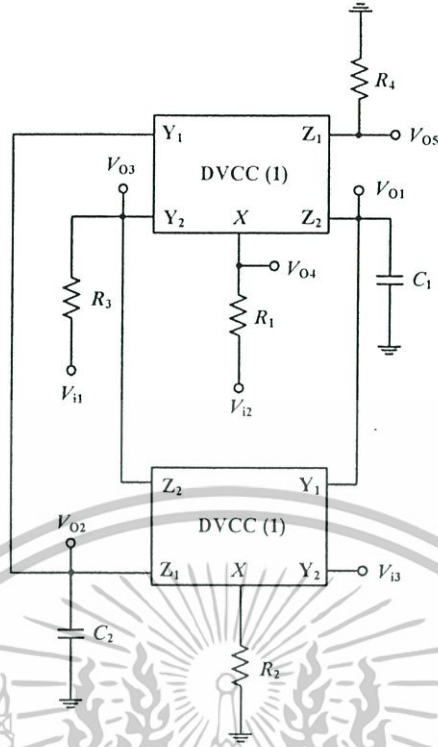 R4
Y1
Z1
VO5
DVCC (1)
VO3
VO1
Y2
X
Z2
VO4
C1
R3
R1
Vi1
Vi2
Z2
Y1
DVCC (1)
VO2
Z1
X
Y2
Vi3
C2
R2